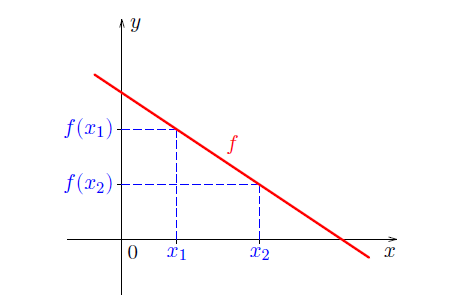 y
f(x₁)
f
f(x₂)
0 x₁ x₂ x